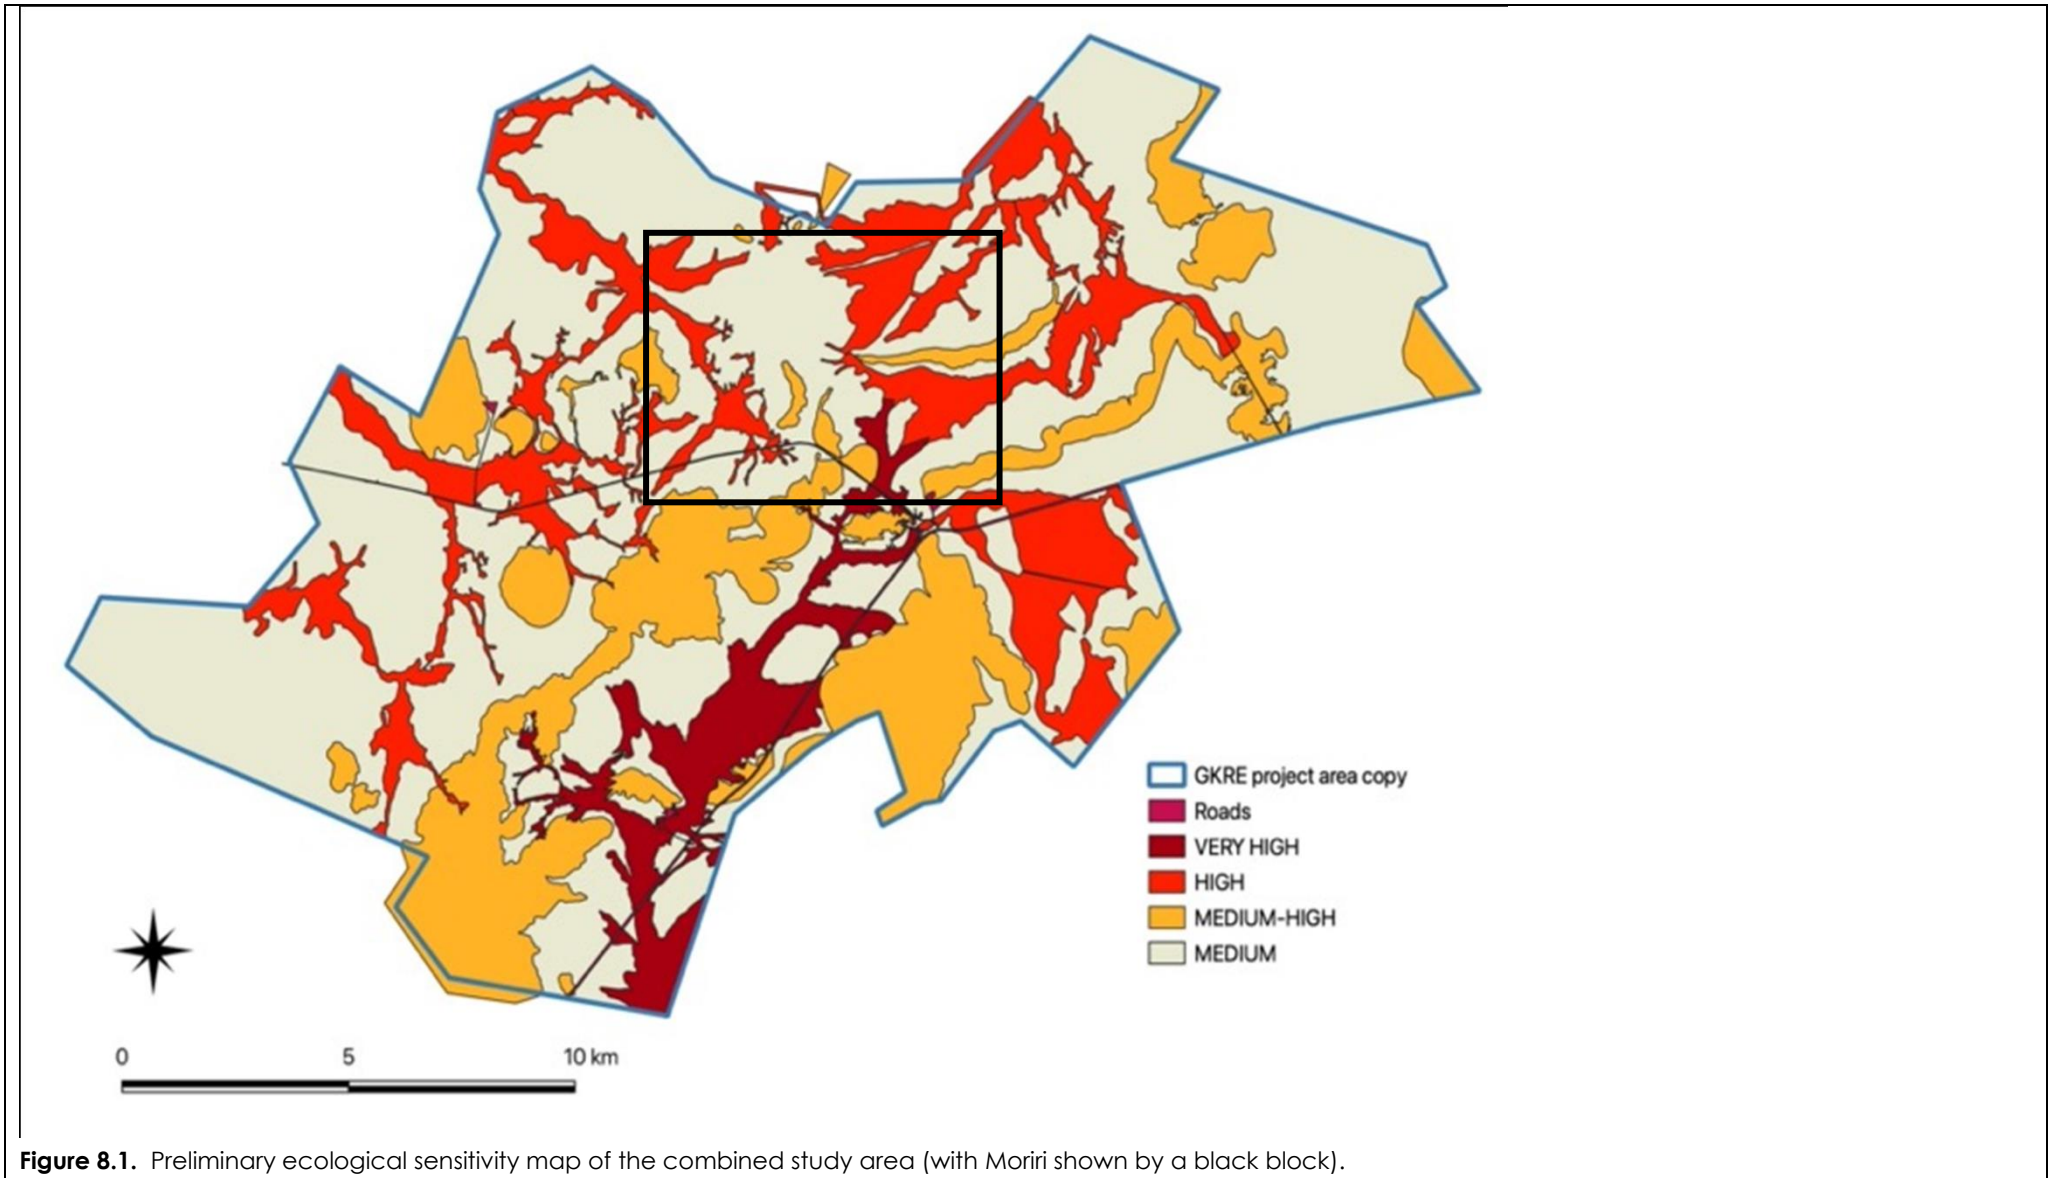 GKRE project area copy
Roads
VERY HIGH
HIGH
MEDIUM-HIGH
MEDIUM
0 5 10 km
Figure 8.1. Preliminary ecological sensitivity map of the combined study area (with Moriri shown by a black block).